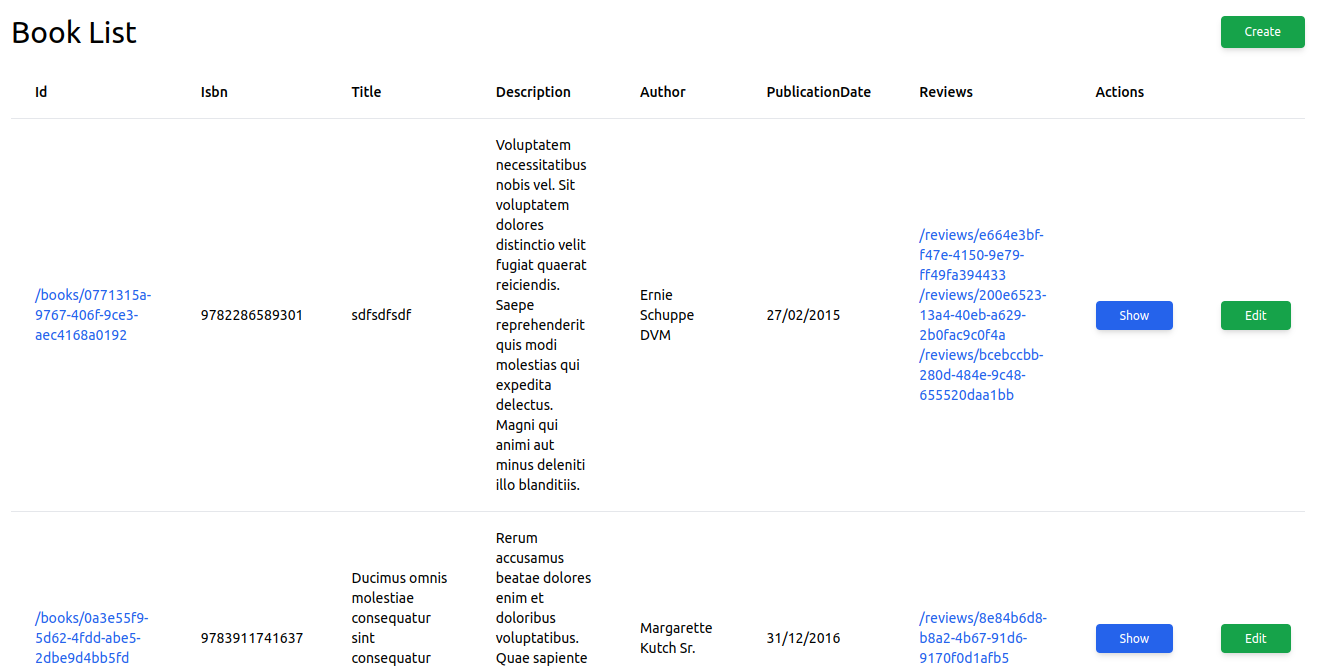 Book List
Create
Id Isbn Title Description Author PublicationDate Reviews Actions
/books/0771315a-
9767-406f-9ce3-
aec4168a0192
9782286589301
sdfsdfsdf
Voluptatem
necessitatibus
nobis vel. Sit
voluptatem
dolores
distinctio velit
fugiat quaerat
reiciendis.
Saepe
reprehenderit
quis modi
molestias qui
expedita
delectus.
Magni qui
animi aut
minus deleniti
illo blanditiis.
Ernie
Schuppe
DVM
27/02/2015
/reviews/e664e3bf-
f47e-4150-9e79-
ff49fa394433
/reviews/200e6523-
13a4-40eb-a629-
2b0fac9c0f4a
/reviews/bcebccbb-
280d-484e-9c48-
655520daa1bb
Show
Edit
/books/0a3e55f9-
5d62-4fdd-abe5-
2dbe9d4bb5fd
9783911741637
Ducimus omnis
molestiae
consequatur
sint
consequatur
Rerum
accusamus
beatae dolores
enim et
doloribus
voluptatibus.
Quae sapiente
Margarette
Kutch Sr.
31/12/2016
/reviews/8e84b6d8-
b8a2-4b67-91d6-
9170f0d1afb5
Show
Edit